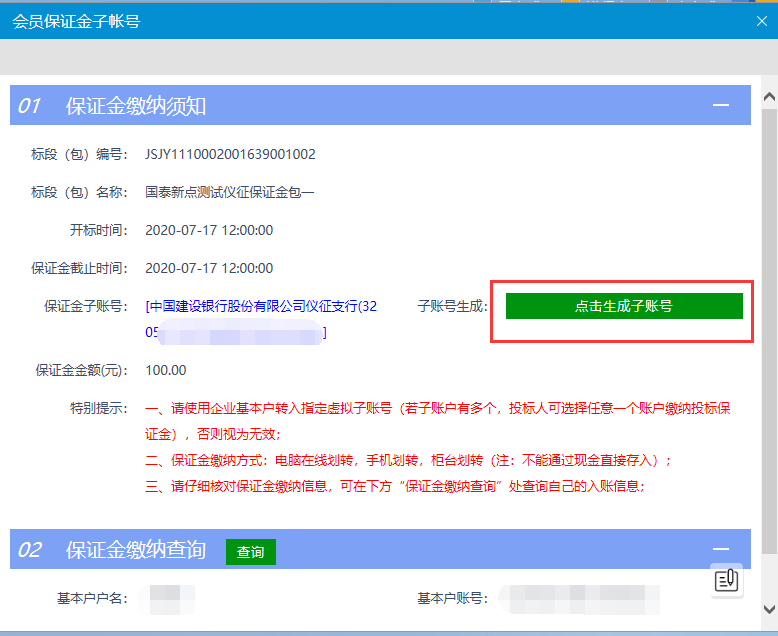 会员保证金子帐号
01 保证金缴纳须知
标段（包）编号： JSJY1110002001639001002
标段（包）名称： 国泰新点测试仪征保证金包一
开标时间： 2020-07-17 12:00:00
保证金截止时间： 2020-07-17 12:00:00
保证金子账号： [中国建设银行股份有限公司仪征支行(32 子账号生成： 点击生成子账号
05 ]
保证金金额(元)： 100.00
特别提示： 一、请使用企业基本户转入指定虚拟子账号（若子账户有多个，投标人可选择任意一个账户缴纳投标保
证金），否则视为无效；
二、保证金缴纳方式：电脑在线划转，手机划转，柜台划转（注：不能通过现金直接存入）；
三、请仔细核对保证金缴纳信息，可在下方“保证金缴纳查询”处查询自己的入账信息；
02 保证金缴纳查询 查询
基本户户名： 基本户账号：